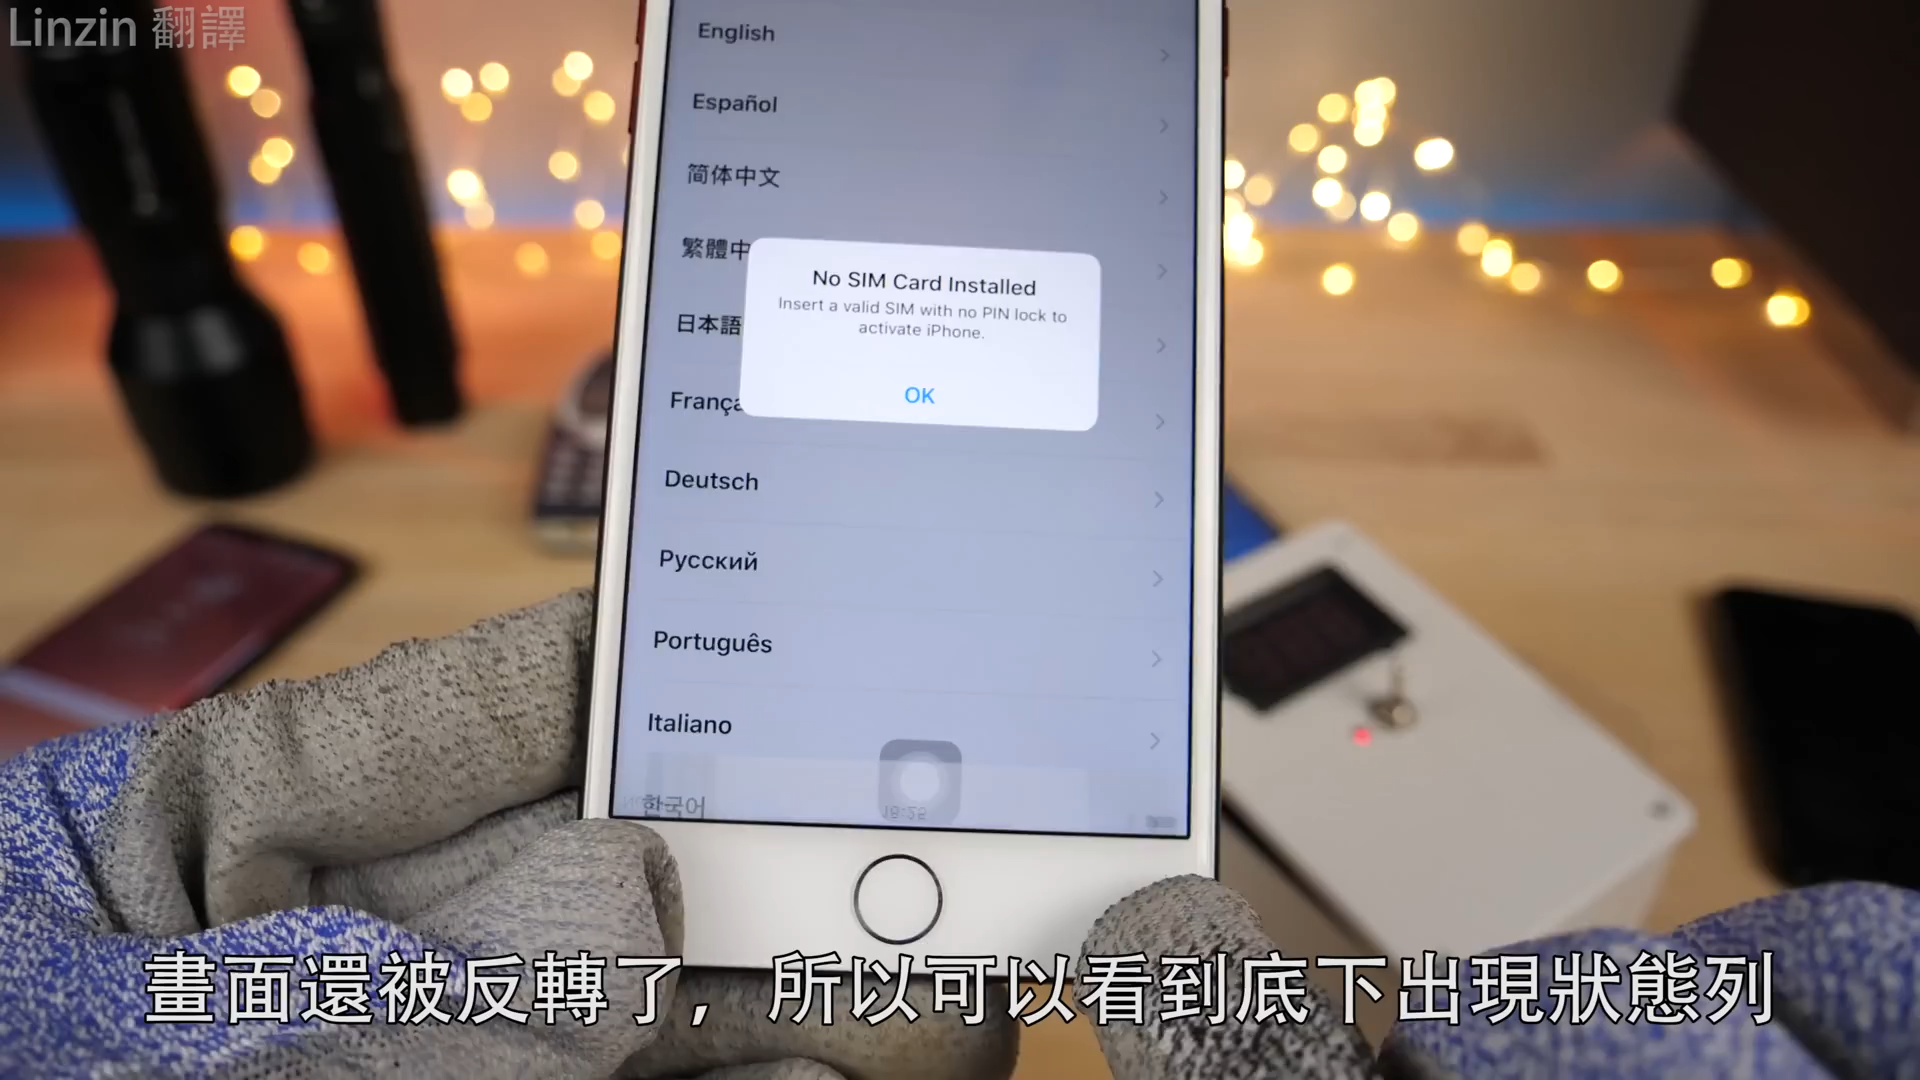 Linzin 翻譯
English
Español
简体中文
繁體中
日本語
França
Deutsch
Русский
Português
Italiano
한국어
No SIM Card Installed
Insert a valid SIM with no PIN lock to
activate iPhone.
OK
畫面還被反轉了，所以可以看到底下出現狀態列